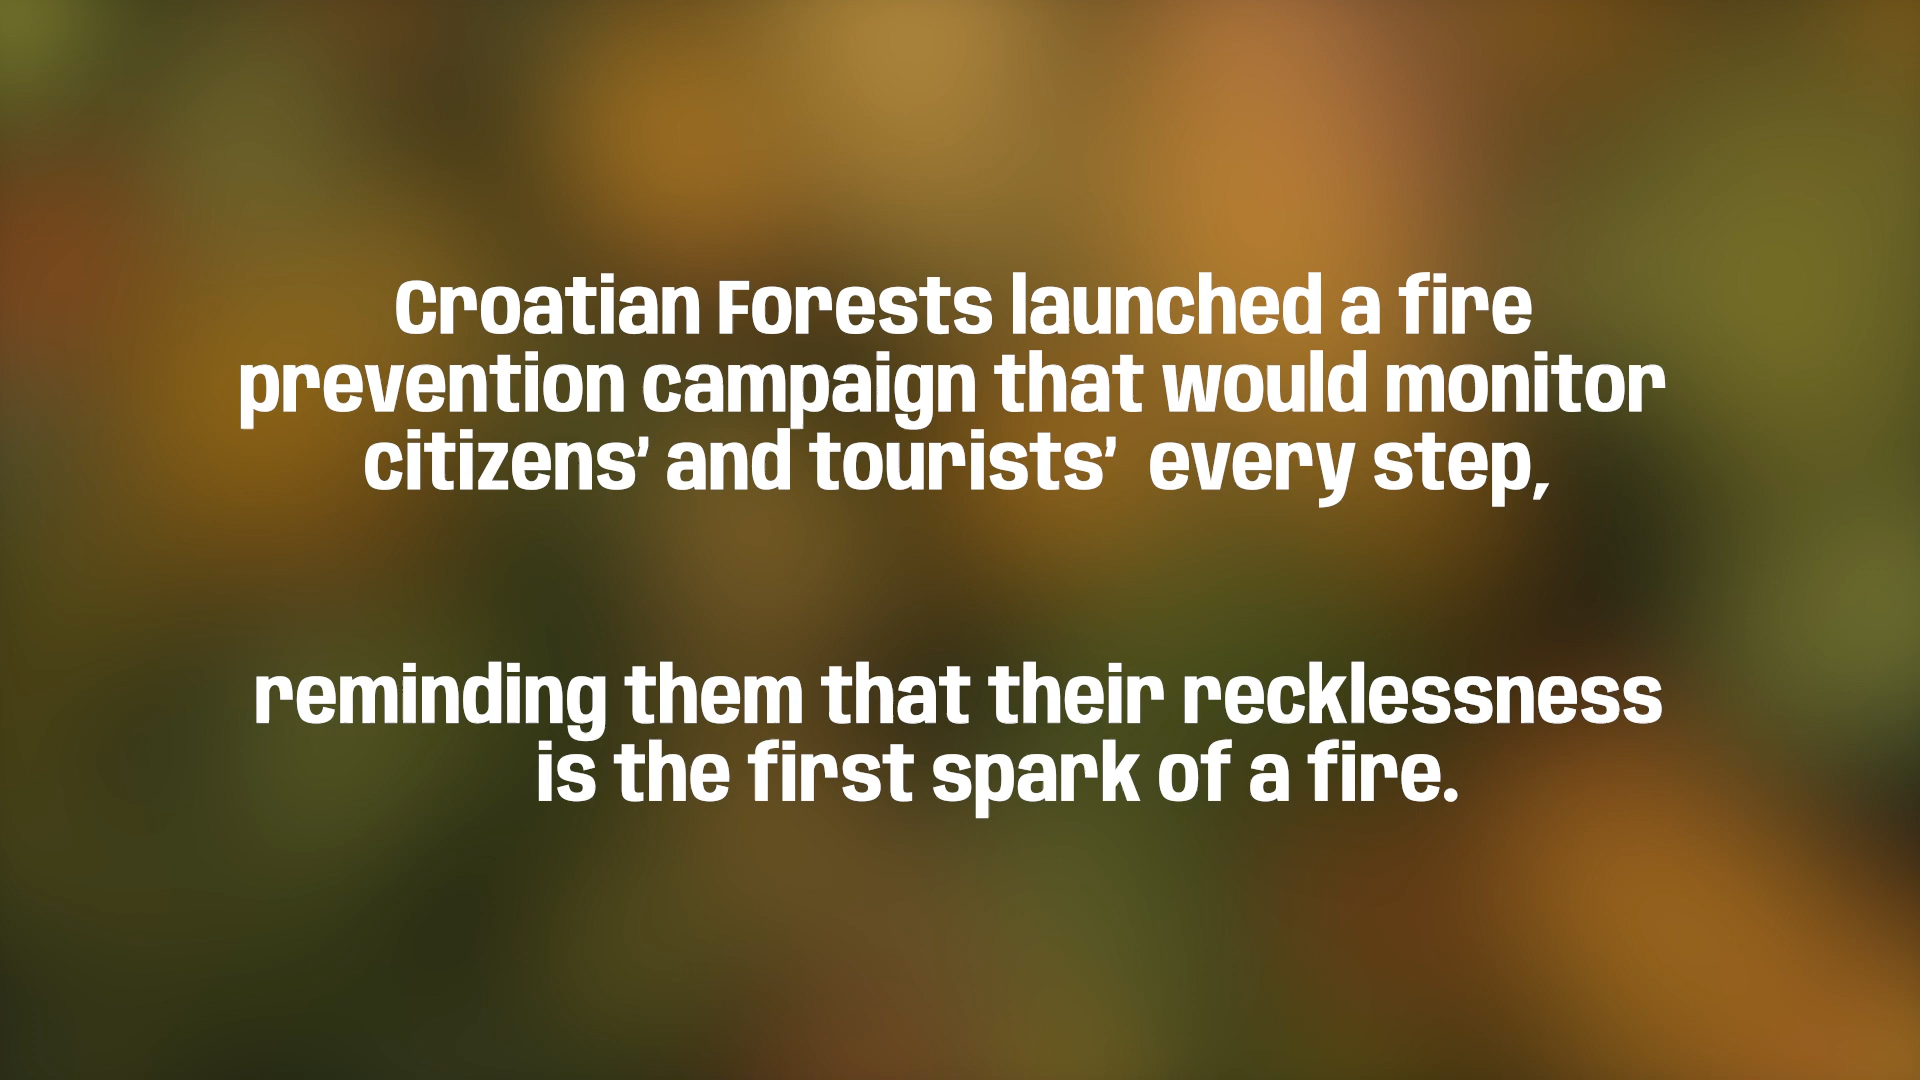 Croatian Forests launched a fire
prevention campaign that would monitor
citizens’ and tourists’  every step,
reminding them that their recklessness
is the first spark of a fire.